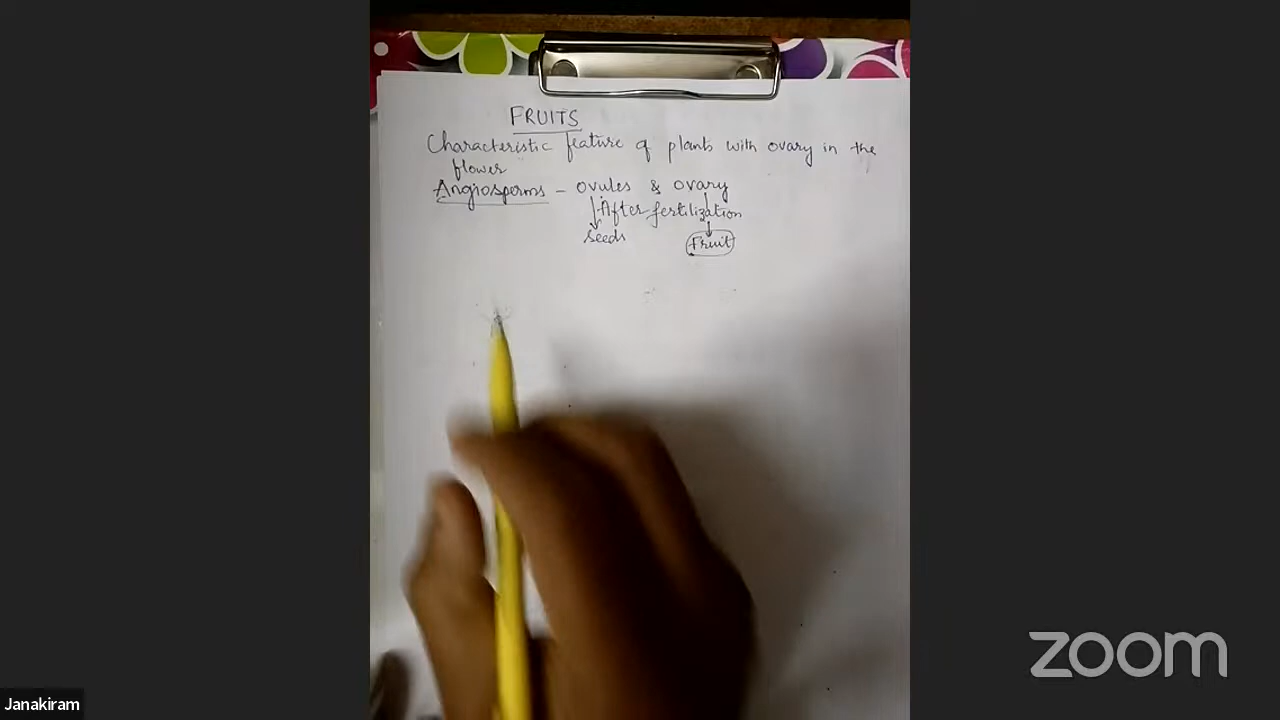 FRUITS
Characteristic feature of plants with ovary in the
flower
Angiosperms - ovules & ovary
After fertilization
seeds Fruit
zoom
Janakiram